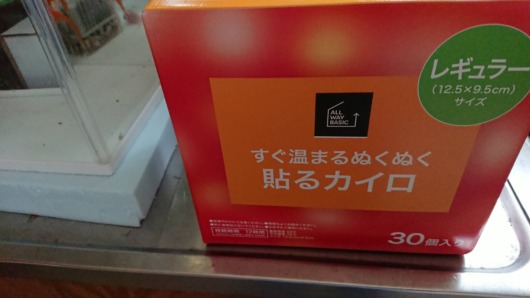 レギュラー
(12.5×9.5cm)
サイズ
ALL
WAY
BASIC
すぐ温まるぬくぬく
貼るカイロ
30個入り